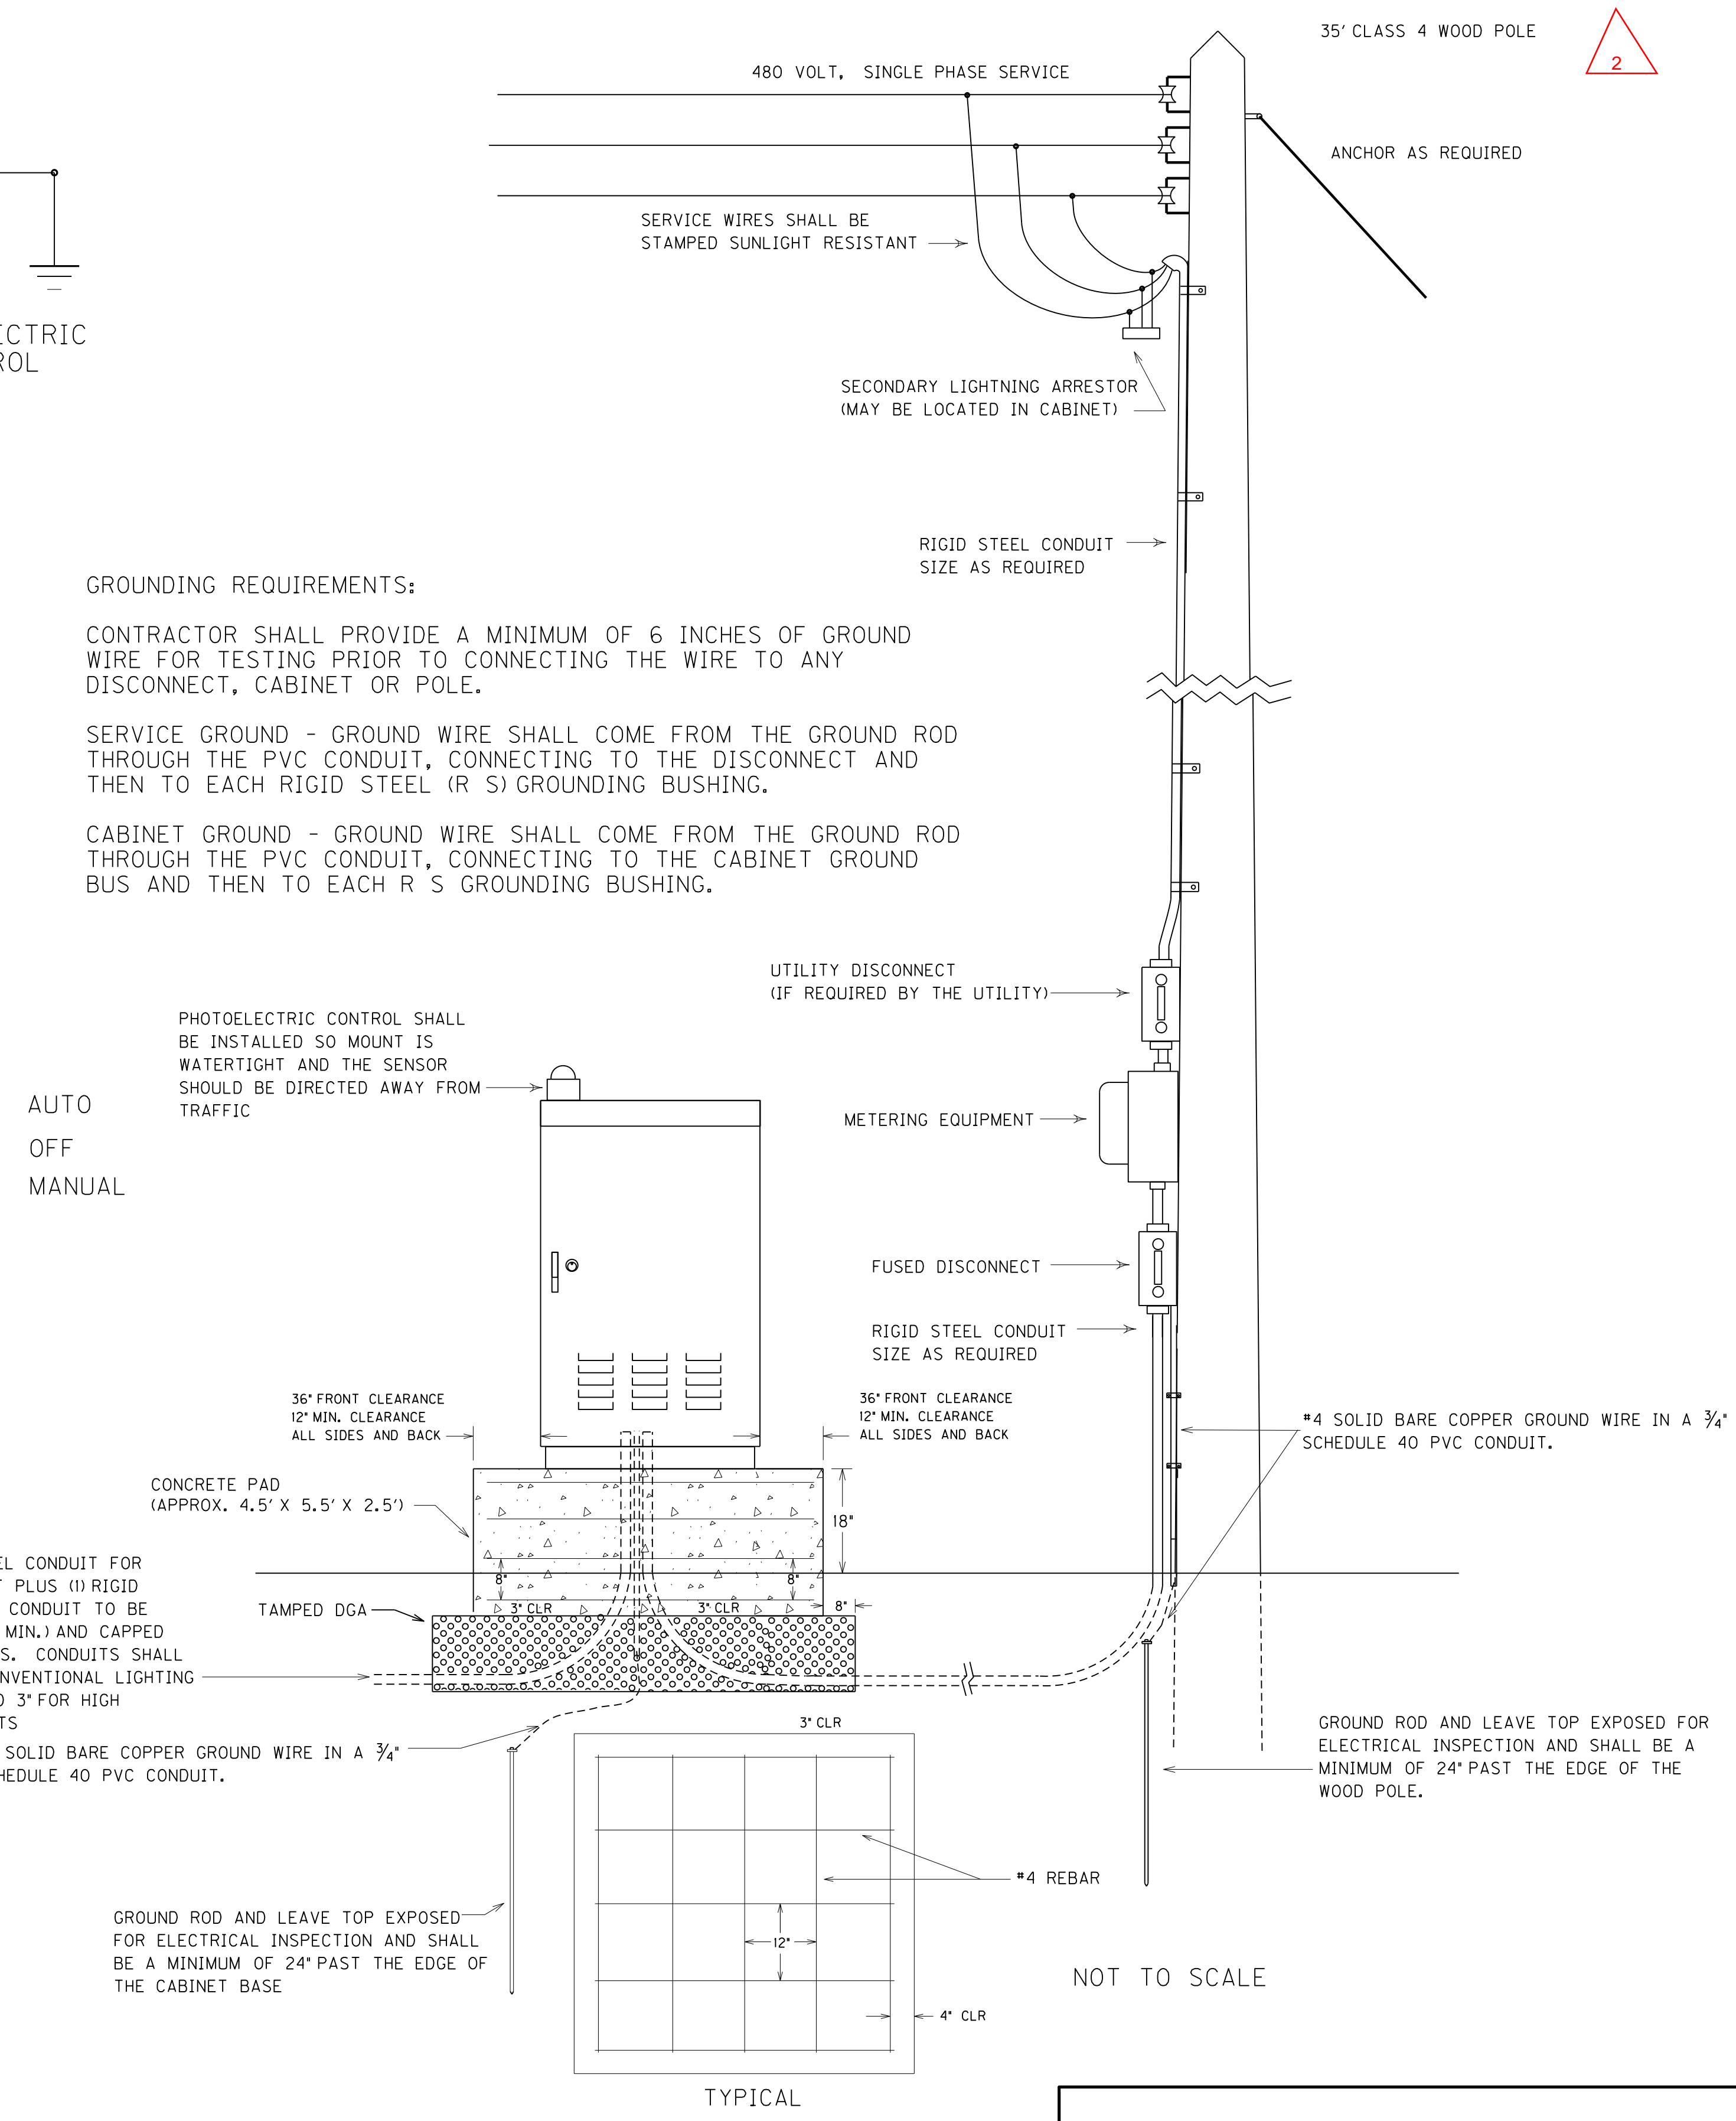 35' CLASS 4 WOOD POLE
2
480 VOLT, SINGLE PHASE SERVICE
ANCHOR AS REQUIRED
SERVICE WIRES SHALL BE
STAMPED SUNLIGHT RESISTANT
ECTRIC
ROL
SECONDARY LIGHTNING ARRESTOR
(MAY BE LOCATED IN CABINET)
RIGID STEEL CONDUIT
SIZE AS REQUIRED
GROUNDING REQUIREMENTS:
CONTRACTOR SHALL PROVIDE A MINIMUM OF 6 INCHES OF GROUND
WIRE FOR TESTING PRIOR TO CONNECTING THE WIRE TO ANY
DISCONNECT, CABINET OR POLE.
SERVICE GROUND - GROUND WIRE SHALL COME FROM THE GROUND ROD
THROUGH THE PVC CONDUIT, CONNECTING TO THE DISCONNECT AND
THEN TO EACH RIGID STEEL (R S) GROUNDING BUSHING.
CABINET GROUND - GROUND WIRE SHALL COME FROM THE GROUND ROD
THROUGH THE PVC CONDUIT, CONNECTING TO THE CABINET GROUND
BUS AND THEN TO EACH R S GROUNDING BUSHING.
UTILITY DISCONNECT
(IF REQUIRED BY THE UTILITY)
PHOTOELECTRIC CONTROL SHALL
BE INSTALLED SO MOUNT IS
WATERTIGHT AND THE SENSOR
SHOULD BE DIRECTED AWAY FROM
TRAFFIC
AUTO
OFF
MANUAL
METERING EQUIPMENT
FUSED DISCONNECT
RIGID STEEL CONDUIT
SIZE AS REQUIRED
36" FRONT CLEARANCE
12" MIN. CLEARANCE
ALL SIDES AND BACK
36" FRONT CLEARANCE
12" MIN. CLEARANCE
ALL SIDES AND BACK
#4 SOLID BARE COPPER GROUND WIRE IN A 3/4"
SCHEDULE 40 PVC CONDUIT.
CONCRETE PAD
(APPROX. 4.5' X 5.5' X 2.5')
18"
8"
8"
3" CLR
3" CLR
8"
TAMPED DGA
EL CONDUIT FOR
T PLUS (1) RIGID
CONDUIT TO BE
MIN.) AND CAPPED
S. CONDUITS SHALL
ONVENTIONAL LIGHTING
D 3" FOR HIGH
TS
SOLID BARE COPPER GROUND WIRE IN A 3/4"
HEDULE 40 PVC CONDUIT.
3" CLR
GROUND ROD AND LEAVE TOP EXPOSED FOR
ELECTRICAL INSPECTION AND SHALL BE A
MINIMUM OF 24" PAST THE EDGE OF THE
WOOD POLE.
#4 REBAR
12"
GROUND ROD AND LEAVE TOP EXPOSED
FOR ELECTRICAL INSPECTION AND SHALL
BE A MINIMUM OF 24" PAST THE EDGE OF
THE CABINET BASE
NOT TO SCALE
4" CLR
TYPICAL